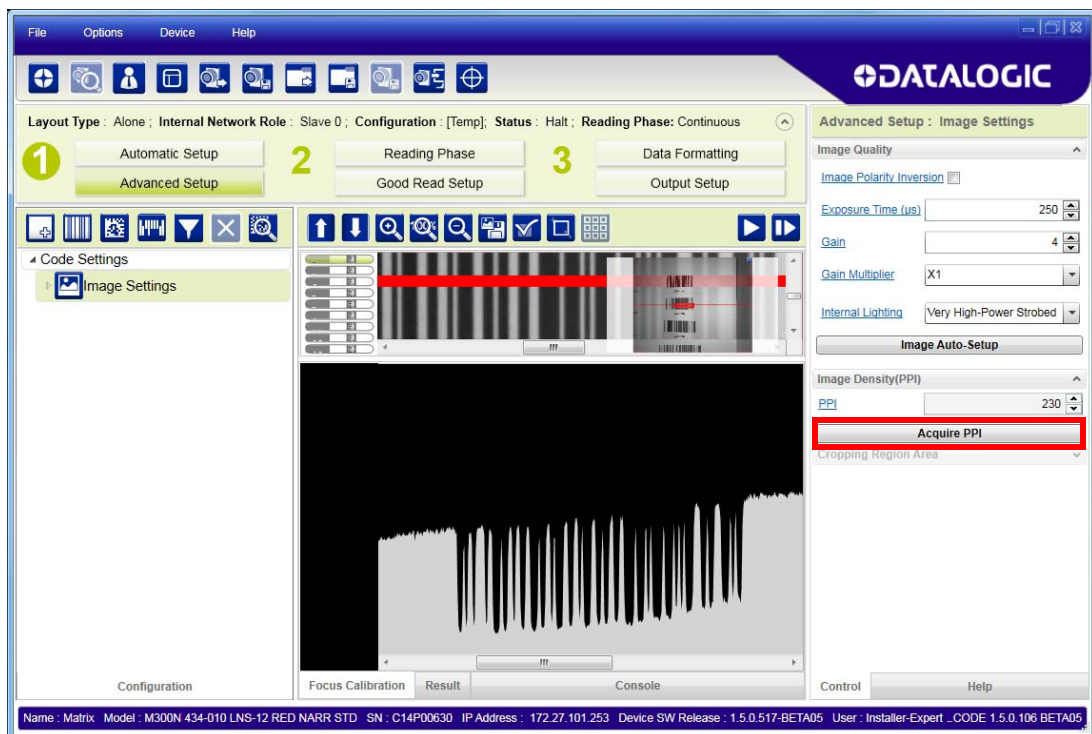 File Options Device Help
DATALOGIC
Layout Type : Alone ; Internal Network Role : Slave 0 ; Configuration : [Temp]; Status : Halt ; Reading Phase: Continuous
1 Automatic Setup 2 Reading Phase 3 Data Formatting
Advanced Setup Good Read Setup Output Setup
Code Settings
Image Settings
Configuration
Focus Calibration Result Console
Advanced Setup : Image Settings
Image Quality
Image Polarity Inversion
Exposure Time (µs) 250
Gain 4
Gain Multiplier X1
Internal Lighting Very High-Power Strobed
Image Auto-Setup
Image Density(PPI)
PPI 230
Acquire PPI
Cropping Region Area
Control Help
Name : Matrix Model : M300N 434-010 LNS-12 RED NARR STD SN : C14P00630 IP Address : 172.27.101.253 Device SW Release : 1.5.0.517-BETA05 User : Installer-Expert ..CODE 1.5.0.106 BETA05